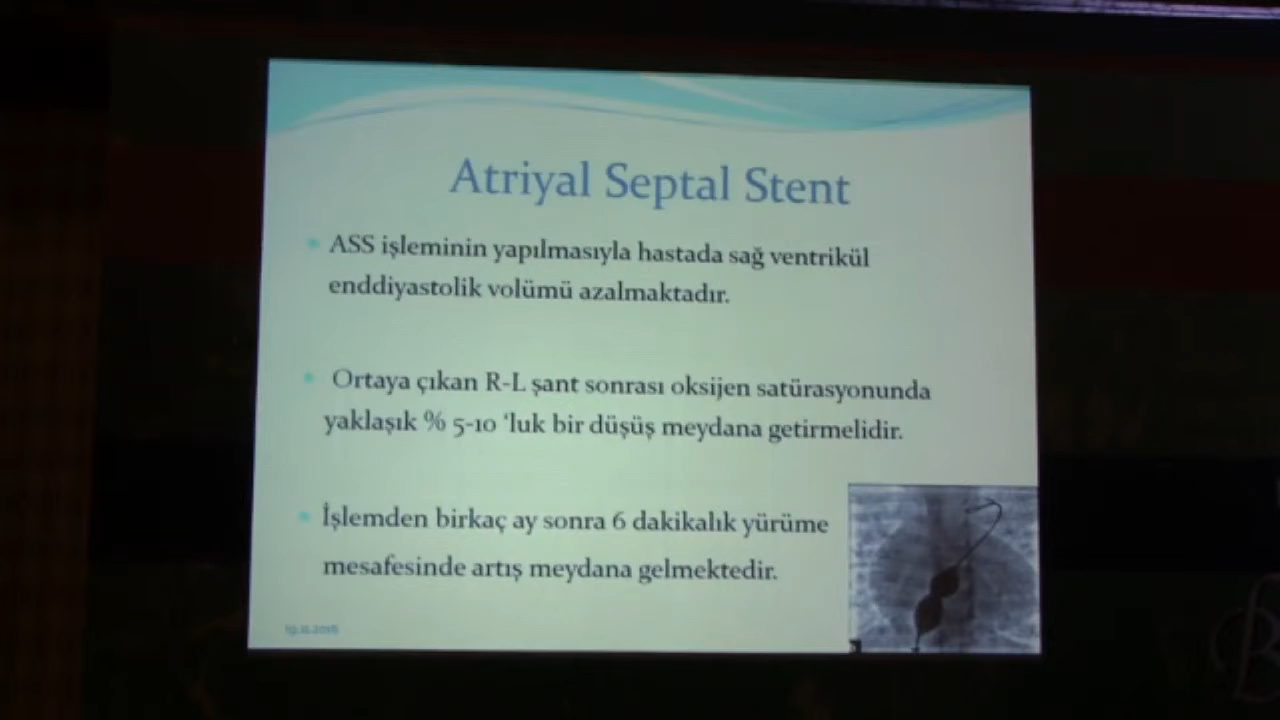 Atriyal Septal Stent
ASS işleminin yapılmasıyla hastada sağ ventrikül
enddiyastolik volümü azalmaktadır.
Ortaya çıkan R-L şant sonrası oksijen satürasyonunda
yaklaşık % 5-10 'luk bir düşüş meydana getirmelidir.
İşlemden birkaç ay sonra 6 dakikalık yürüme
mesafesinde artış meydana gelmektedir.